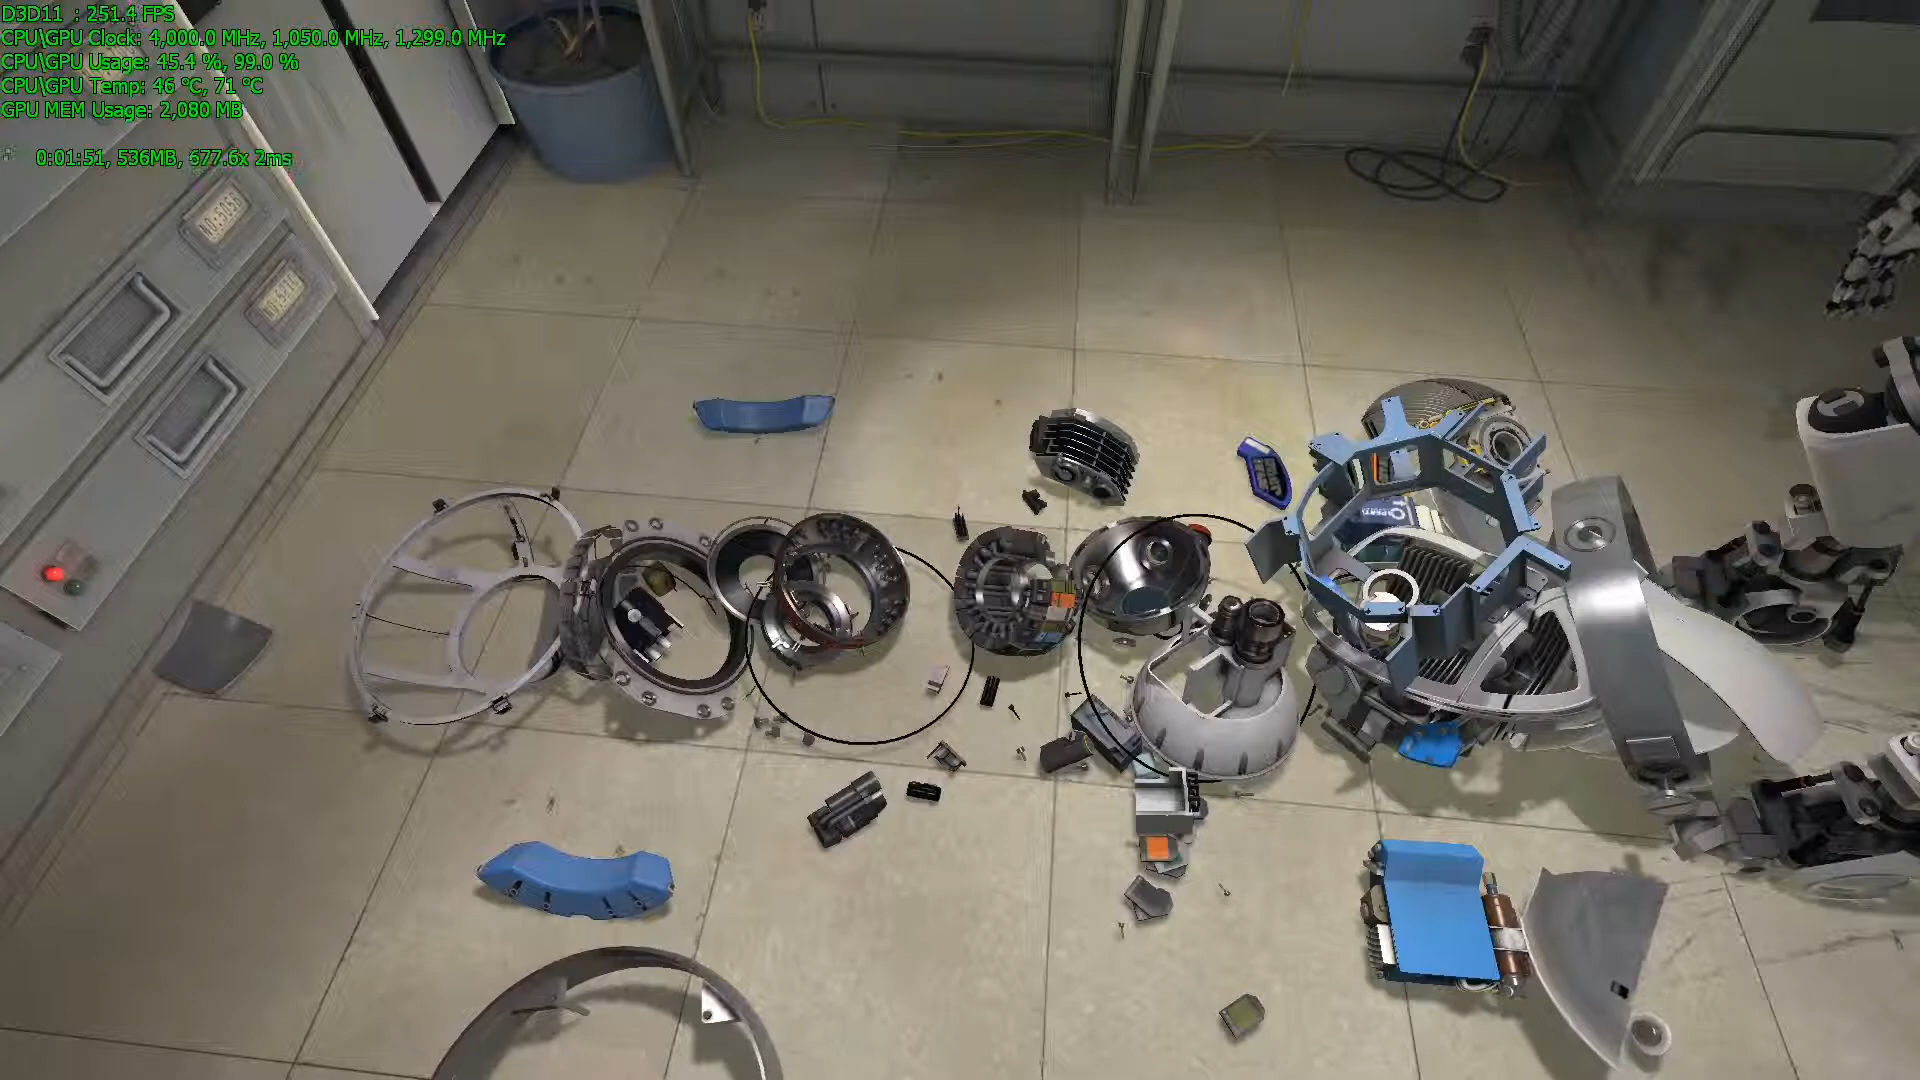 D3D11 : 251.4 FPS
CPU\GPU Clock: 4,000.0 MHz, 1,050.0 MHz, 1,299.0 MHz
CPU\GPU Usage: 45.4 %, 99.0 %
CPU\GPU Temp: 46 °C, 71 °C
GPU MEM Usage: 2,080 MB
0:01:51, 536MB, 677.6x 2ms
NO:5056